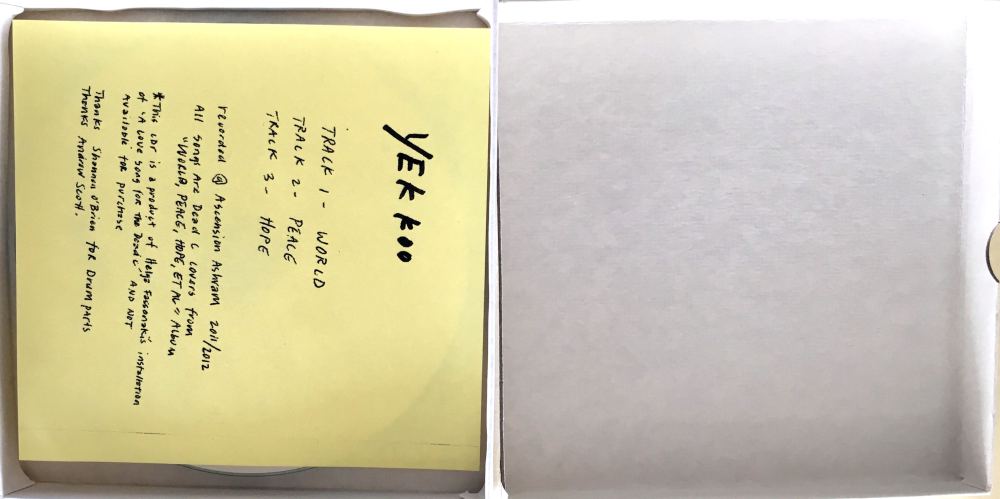 YEK KOO
TRACK 1 - WORLD
TRACK 2 - PEACE
TRACK 3 - HOPE
recorded @ Ascension Ashram 2011/2012
All songs Are Dead C covers from
"WORLD, PEACE, HOPE, ET AL" Album
*This CDr is a product of Helga Fassonaki's installation
of "A Love Song for the Dead C" AND NOT
available for purchase
Thanks Shannon O'Brien for Drum parts
Thanks Andrew Scott.